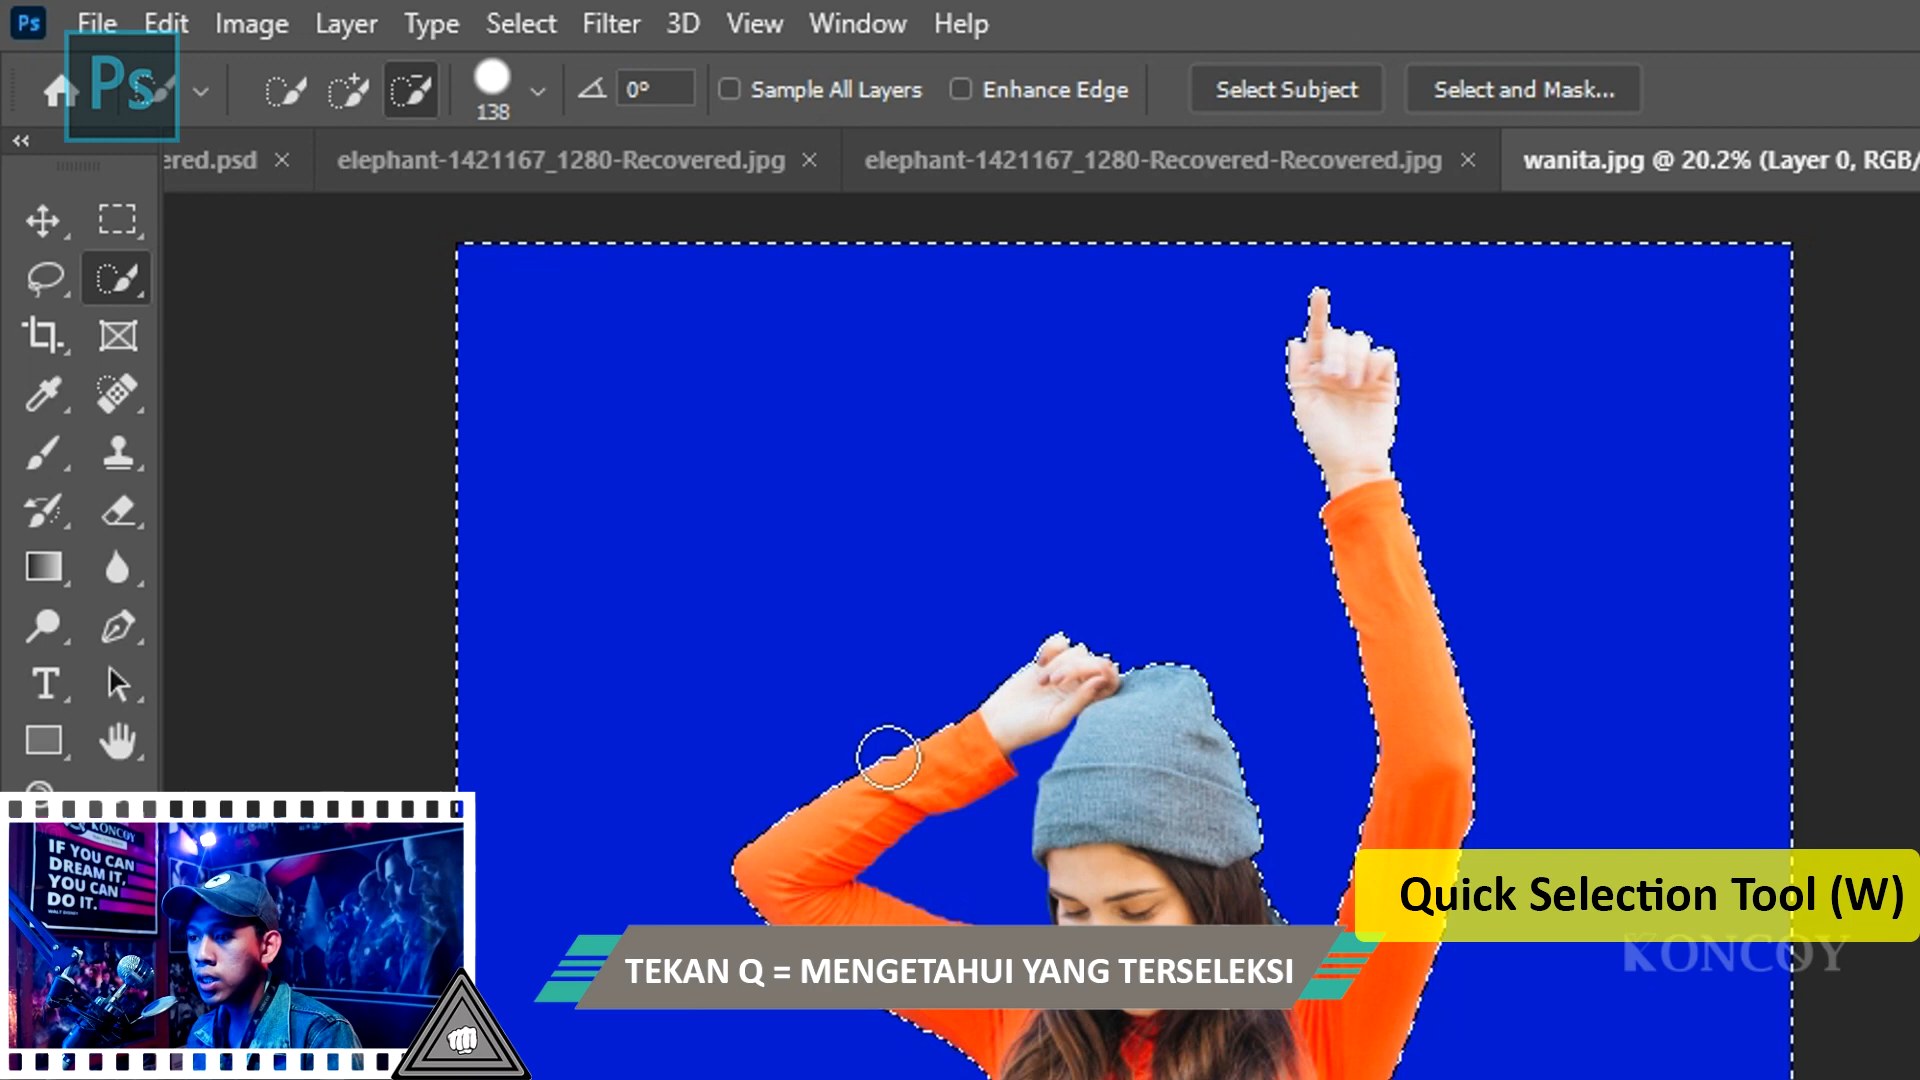 Ps
File Edit Image Layer Type Select Filter 3D View Window Help
Ps
138
0°
Sample All Layers
Enhance Edge
Select Subject
Select and Mask...
ered.psd ×
elephant-1421167_1280-Recovered.jpg ×
elephant-1421167_1280-Recovered-Recovered.jpg ×
wanita.jpg @ 20.2% (Layer 0, RGB/
T
KONCOY
IF YOU CAN
DREAM IT,
YOU CAN
DO IT.
WALT DISNEY
Quick Selection Tool (W)
KONCOY
TEKAN Q = MENGETAHUI YANG TERSELEKSI